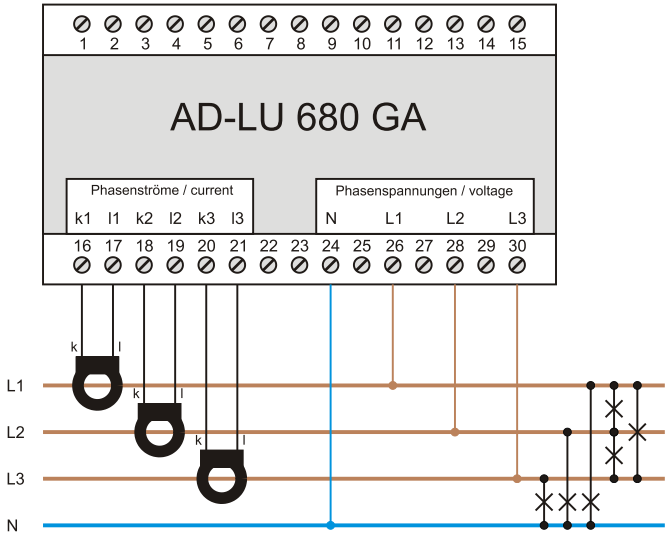 1 2 3 4 5 6 7 8 9 10 11 12 13 14 15
AD-LU 680 GA
Phasenströme / current
k1 l1 k2 l2 k3 l3
Phasenspannungen / voltage
N L1 L2 L3
16 17 18 19 20 21 22 23 24 25 26 27 28 29 30
k l
L1
k l
L2
k l
L3
N